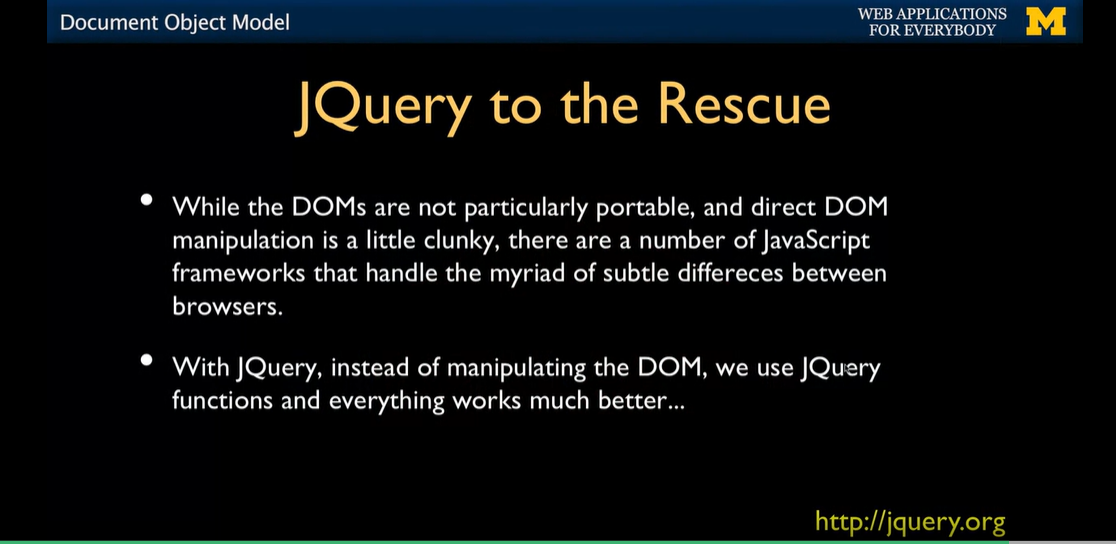 Document Object Model
WEB APPLICATIONS
FOR EVERYBODY
M
JQuery to the Rescue
• While the DOMs are not particularly portable, and direct DOM
manipulation is a little clunky, there are a number of JavaScript
frameworks that handle the myriad of subtle differeces between
browsers.
• With JQuery, instead of manipulating the DOM, we use JQuery
functions and everything works much better...
http://jquery.org